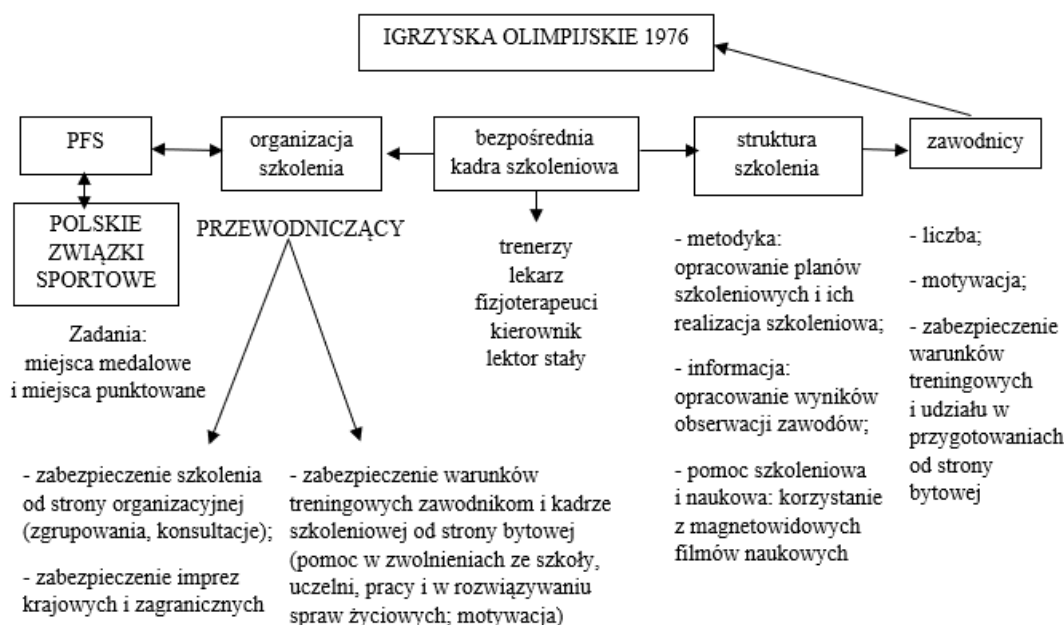 IGRZYSKA OLIMPIJSKIE 1976
PFS
organizacja
szkolenia
bezpośrednia
kadra szkoleniowa
struktura
szkolenia
zawodnicy
POLSKIE
ZWIĄZKI
SPORTOWE
Zadania:
miejsca medalowe
i miejsca punktowane
PRZEWODNICZĄCY
- zabezpieczenie szkolenia
od strony organizacyjnej
(zgrupowania, konsultacje);
- zabezpieczenie imprez
krajowych i zagranicznych
- zabezpieczenie warunków
treningowych zawodnikom i kadrze
szkoleniowej od strony bytowej
(pomoc w zwolnieniach ze szkoły,
uczelni, pracy i w rozwiązywaniu
spraw życiowych; motywacja)
trenerzy
lekarz
fizjoterapeuci
kierownik
lektor stały
- metodyka:
opracowanie planów
szkoleniowych i ich
realizacja szkoleniowa;
- informacja:
opracowanie wyników
obserwacji zawodów;
- pomoc szkoleniowa
i naukowa: korzystanie
z magnetowidowych
filmów naukowych
- liczba;
- motywacja;
- zabezpieczenie
warunków
treningowych
i udziału w
przygotowaniach
od strony
bytowej